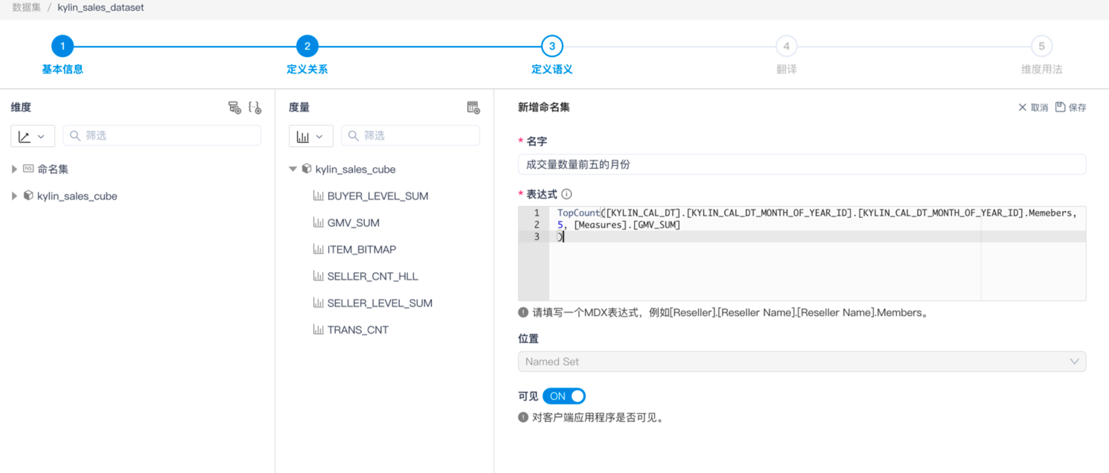 数据集 / kylin_sales_dataset
1 2 3 4 5
基本信息 定义关系 定义语义 翻译 维度用法
维度
筛选
命名集
kylin_sales_cube
度量
筛选
kylin_sales_cube
BUYER_LEVEL_SUM
GMV_SUM
ITEM_BITMAP
SELLER_CNT_HLL
SELLER_LEVEL_SUM
TRANS_CNT
新增命名集 取消 保存
* 名字
成交量数量前五的月份
* 表达式
1 TopCount([KYLIN_CAL_DT].[KYLIN_CAL_DT_MONTH_OF_YEAR_ID].[KYLIN_CAL_DT_MONTH_OF_YEAR_ID].Memebers,
2 5, [Measures].[GMV_SUM]
3 )
请填写一个MDX表达式，例如[Reseller].[Reseller Name].[Reseller Name].Members。
位置
Named Set
可见 ON
对客户端应用程序是否可见。